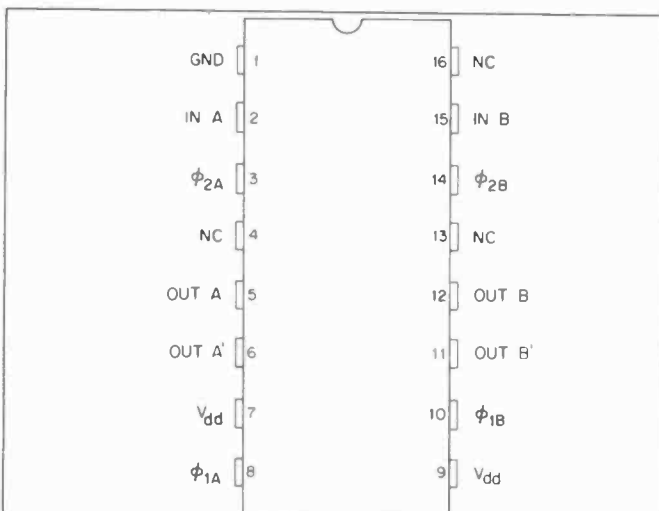 GND 1 16 NC
IN A 2 15 IN B
ϕ2A 3 14 ϕ2B
NC 4 13 NC
OUT A 5 12 OUT B
OUT A' 6 11 OUT B'
Vdd 7 10 ϕ1B
ϕ1A 8 9 Vdd